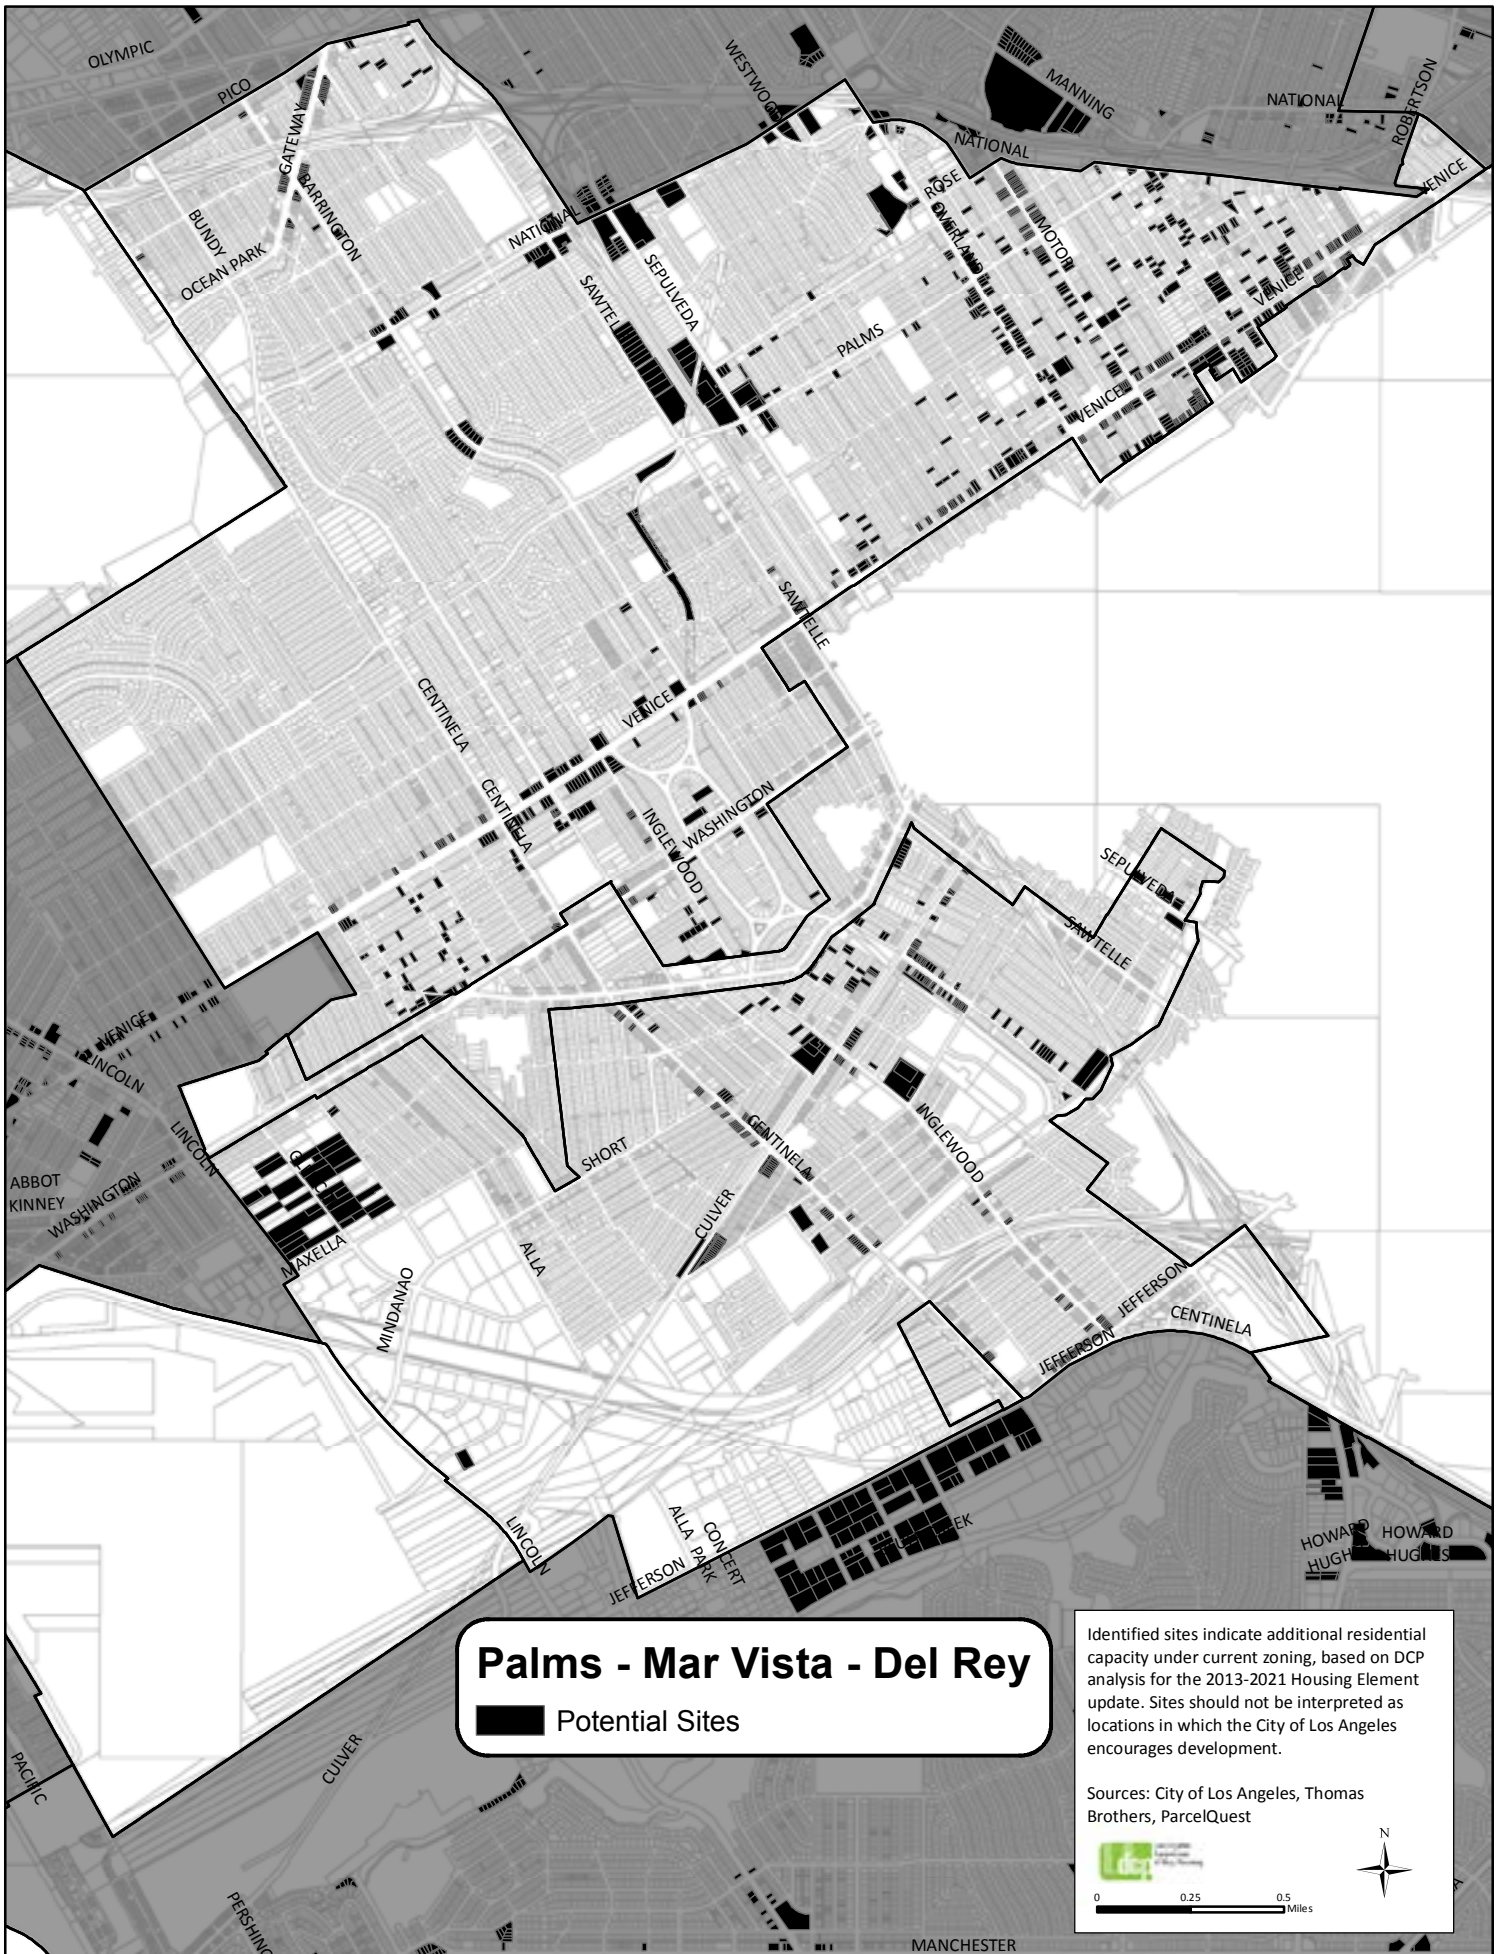 OLYMPIC
PICO
GATEWAY
BARRINGTON
BUNDY
OCEAN PARK
NATIONAL
WESTWOOD
MANNING
NATIONAL
NATIONAL
ROBERTSON
VENICE
ROSE
OVERLAND
MOTOR
SEPULVEDA
PALMS
VENICE
VENICE
SAWTELLE
CENTINELA
VENICE
CENTINELA
INGLEWOOD
WASHINGTON
SEPULVEDA
SAWTELLE
VENICE
LINCOLN
LINCOLN
ABBOT
KINNEY
WASHINGTON
MAXELLA
SHORT
CENTINELA
INGLEWOOD
CULVER
ALLA
MINDANAO
JEFFERSON
CENTINELA
JEFFERSON
LINCOLN
ALLA
PARK
CONCERT
JEFFERSON
HOWARD
HUGHES
HOWARD
HUGHES
CULVER
PACIFIC
PERSHING
MANCHESTER
Palms - Mar Vista - Del Rey
Potential Sites
Identified sites indicate additional residential
capacity under current zoning, based on DCP
analysis for the 2013-2021 Housing Element
update. Sites should not be interpreted as
locations in which the City of Los Angeles
encourages development.
Sources: City of Los Angeles, Thomas
Brothers, ParcelQuest
dcp
N
0 0.25 0.5
Miles